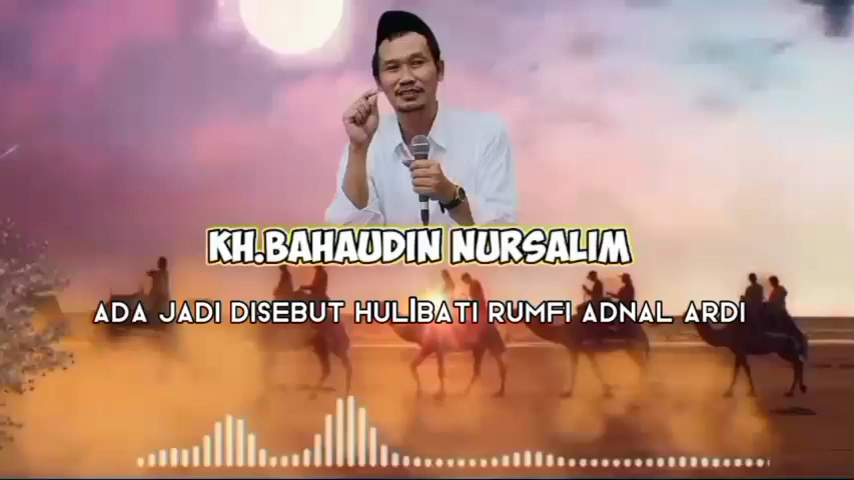 KH.BAHAUDIN NURSALIM
ADA JADI DISEBUT HULIBATI RUMFI ADNAL ARDI